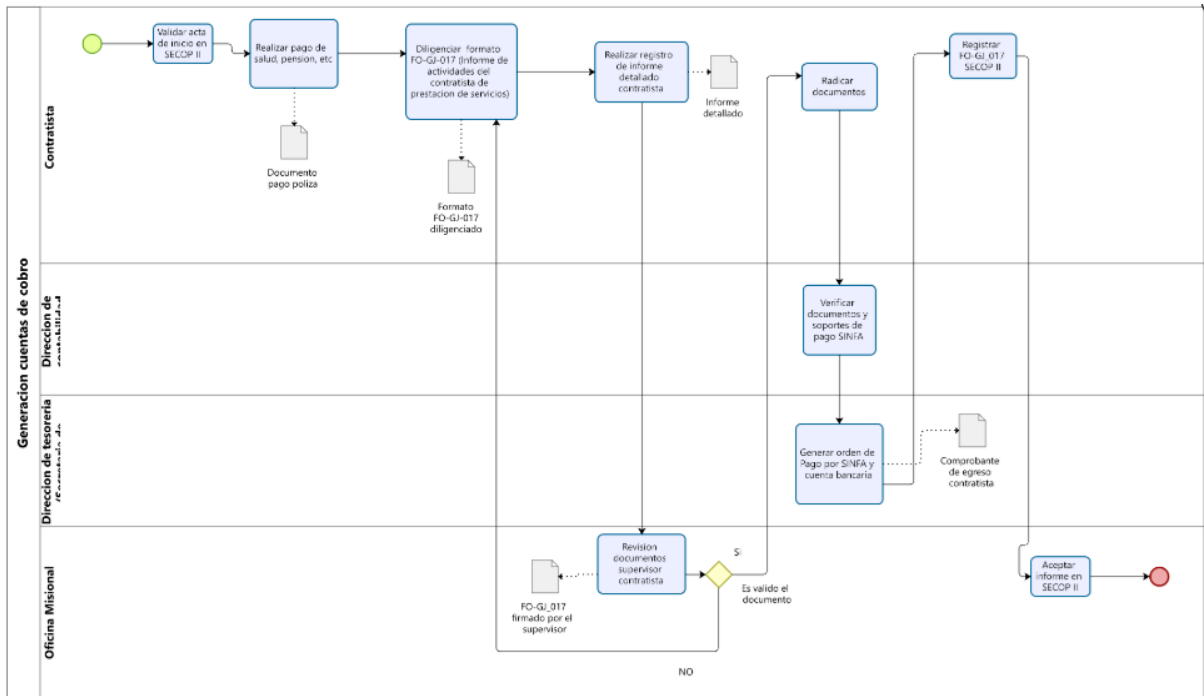 Generacion cuentas de cobro
Contratista
Validar acta
de inicio en
SECOP II
Realizar pago de
salud, pension, etc
Documento
pago poliza
Diligenciar formato
FO-GJ-017 (Informe de
actividades del
contratista de
prestacion de servicios)
Formato
FO-GJ-017
diligenciado
Realizar registro
de informe
detallado
contratista
Informe
detallado
Radicar
documentos
Registrar
FO-GJ_017
SECOP II
Direccion de
Verificar
documentos y
soportes de
pago SINFA
Direccion de tesoreria
Generar orden de
Pago por SINFA y
cuenta bancaria
Comprobante
de egreso
contratista
Oficina Misional
Revision
documentos
supervisor
contratista
FO-GJ_017
firmado por el
supervisor
Si
Es valido el
documento
NO
Aceptar
informe en
SECOP II